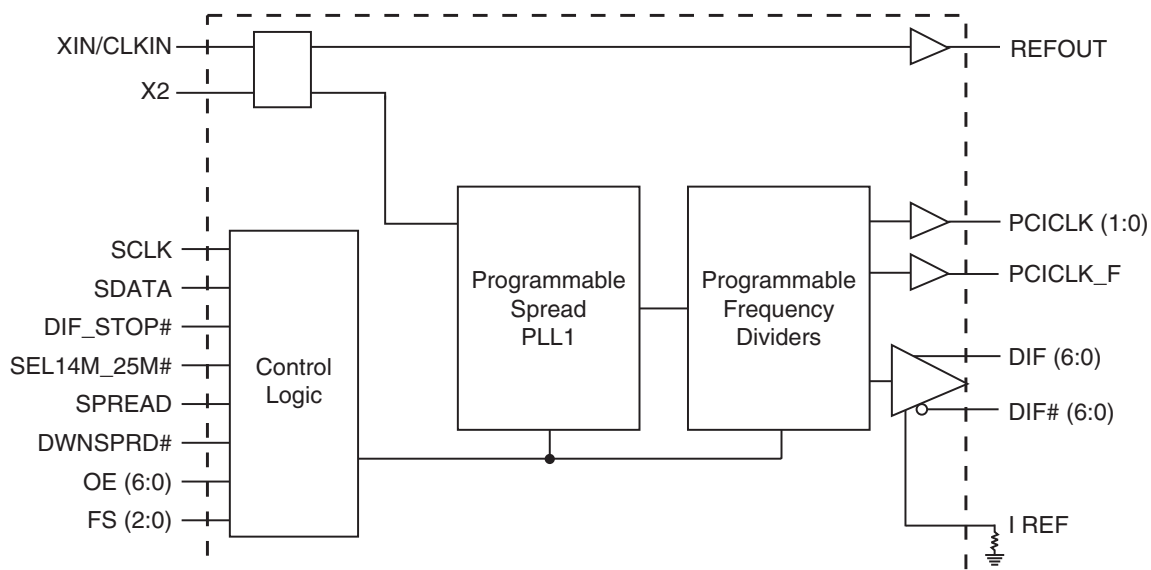 XIN/CLKIN
REFOUT
X2
PCICLK (1:0)
PCICLK_F
SCLK
SDATA
DIF_STOP#
SEL14M_25M#
SPREAD
DWNSPRD#
OE (6:0)
FS (2:0)
Control
Logic
Programmable
Spread
PLL1
Programmable
Frequency
Dividers
DIF (6:0)
DIF# (6:0)
I REF